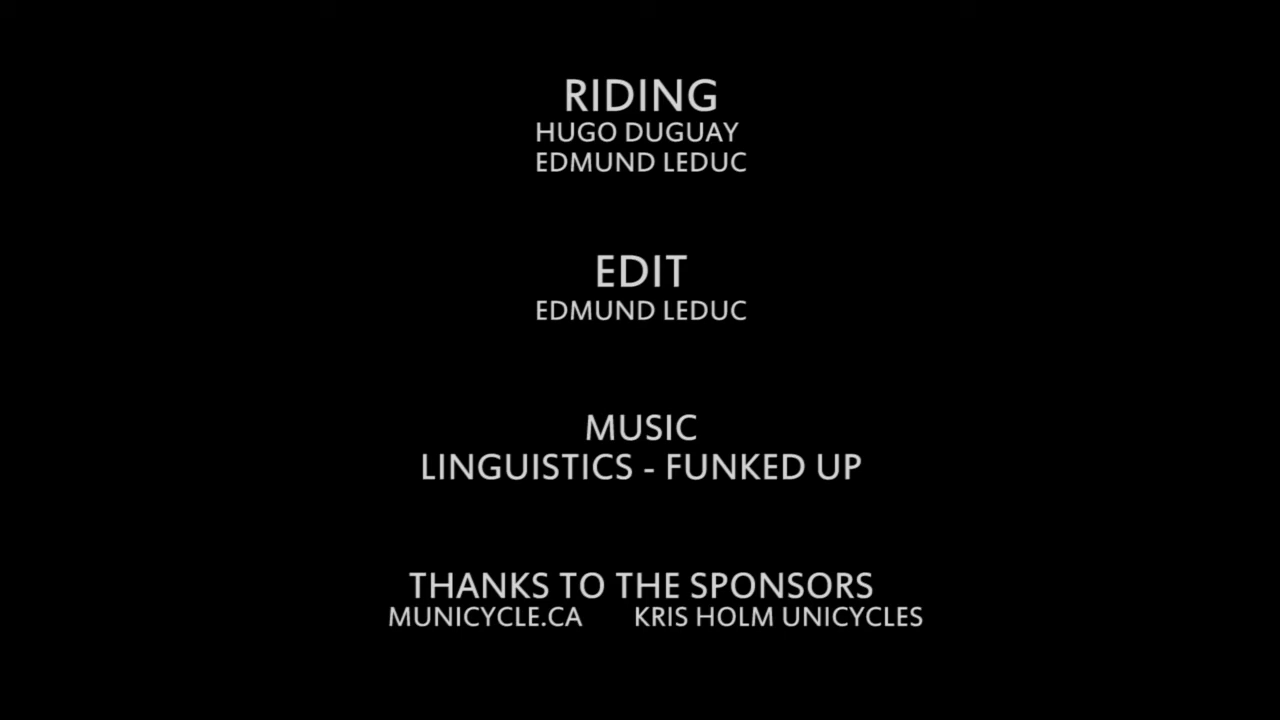 RIDING
HUGO DUGUAY
EDMUND LEDUC
EDIT
EDMUND LEDUC
MUSIC
LINGUISTICS - FUNKED UP
THANKS TO THE SPONSORS
MUNICYCLE.CA KRIS HOLM UNICYCLES